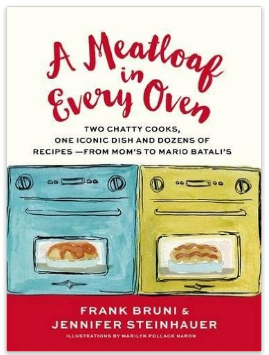 A Meatloaf
in
Every Oven
TWO CHATTY COOKS,
ONE ICONIC DISH AND DOZENS OF
RECIPES—FROM MOM'S TO MARIO BATALI'S
FRANK BRUNI &
JENNIFER STEINHAUER
ILLUSTRATIONS BY MARILYN POLLACK NARON